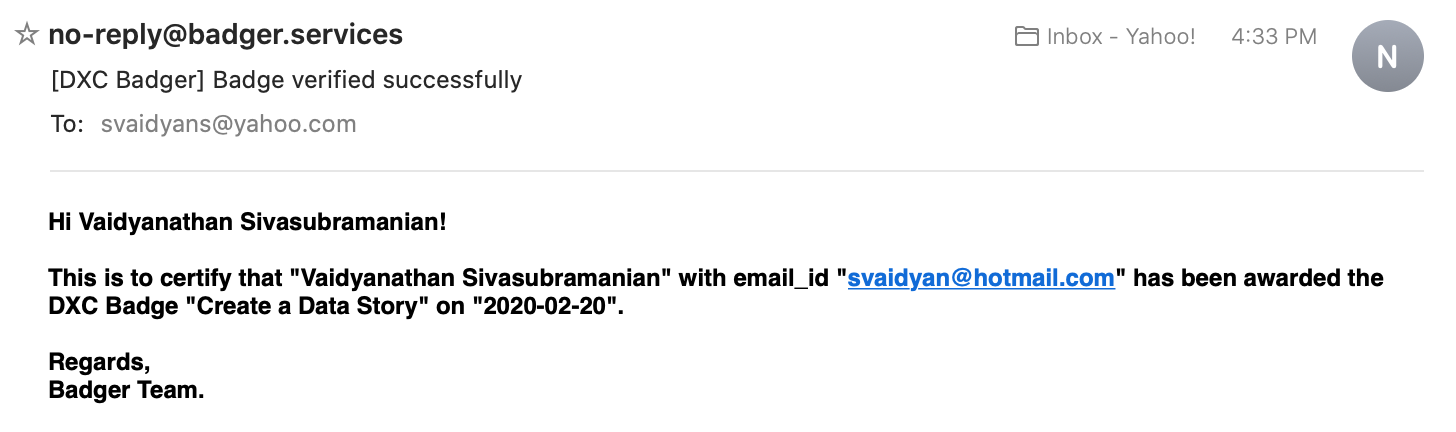 no-reply@badger.services
Inbox - Yahoo!
4:33 PM
N
[DXC Badger] Badge verified successfully
To: svaidyans@yahoo.com
Hi Vaidyanathan Sivasubramanian!
This is to certify that "Vaidyanathan Sivasubramanian" with email_id "svaidyan@hotmail.com" has been awarded the
DXC Badge "Create a Data Story" on "2020-02-20".
Regards,
Badger Team.